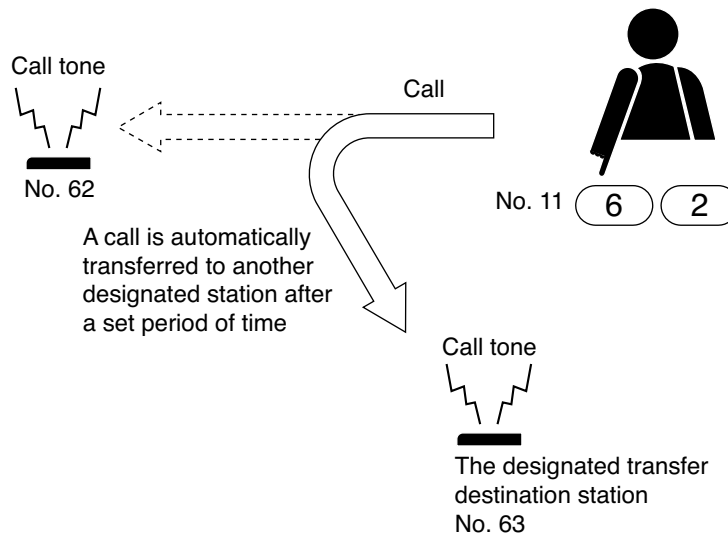 Call tone
No. 62
Call
No. 11 6 2
A call is automatically
transferred to another
designated station after
a set period of time
Call tone
The designated transfer
destination station
No. 63